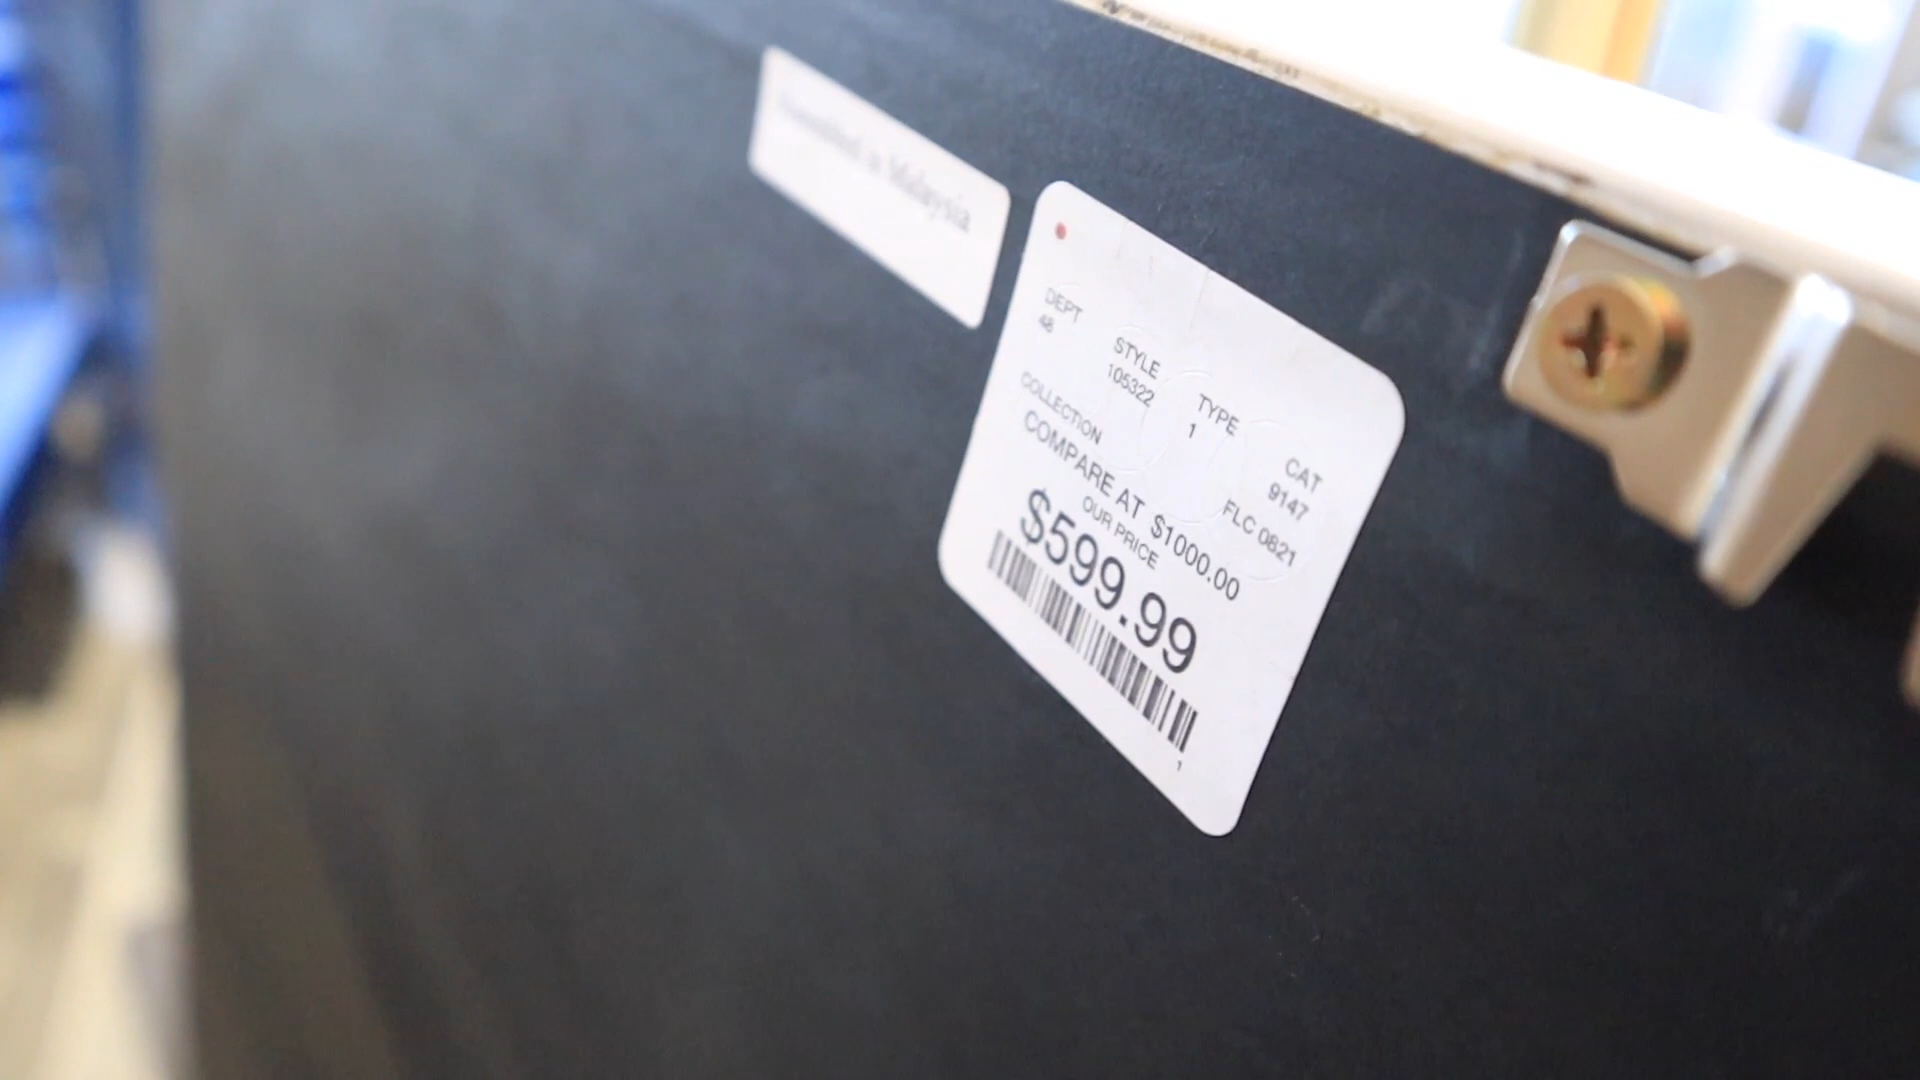 in Malaysia
DEPT
48
STYLE
105322
TYPE
1
CAT
9147
COLLECTION
FLC 0821
COMPARE AT $1000.00
OUR PRICE
$599.99
1